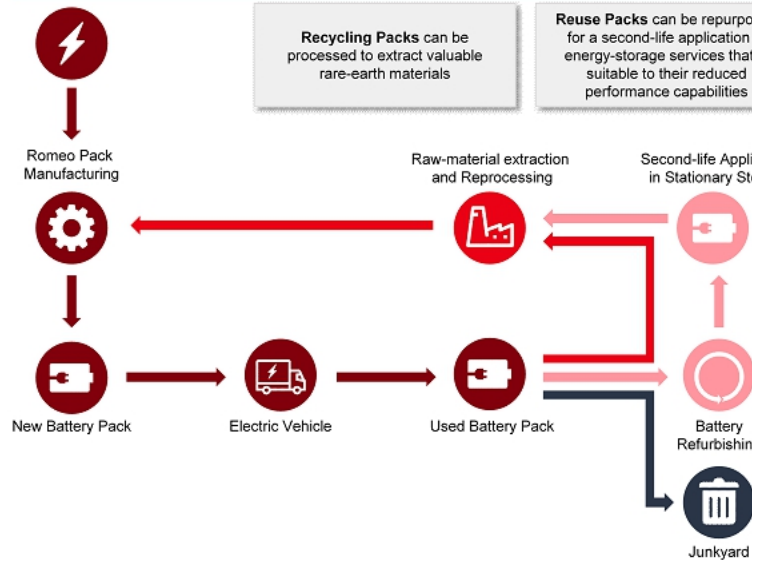 Recycling Packs can be
processed to extract valuable
rare-earth materials
Reuse Packs can be
for a second-life application
energy-storage services
suitable to their reduced
performance capabilities
Romeo Pack
Manufacturing
Raw-material extraction
and Reprocessing
Second-life
in Stationary
New Battery Pack
Electric Vehicle
Used Battery Pack
Battery
Junkyard